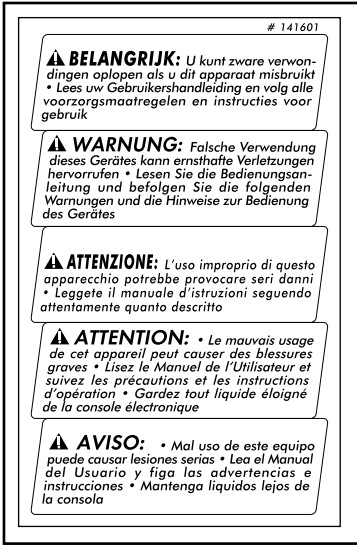 # 141601
BELANGRIJK: U kunt zware verwon-
dingen oplopen als u dit apparaat misbruikt
• Lees uw Gebruikershandleiding en volg alle
voorzorgsmaatregelen en instructies voor
gebruik
WARNUNG: Falsche Verwendung
dieses Gerätes kann ernsthafte Verletzungen
hervorrufen • Lesen Sie die Bedienungsan-
leitung und befolgen Sie die folgenden
Warnungen und die Hinweise zur Bedienung
des Gerätes
ATTENZIONE: L'uso improprio di questo
apparecchio potrebbe provocare seri danni
• Leggete il manuale d'istruzioni seguendo
attentamente quanto descritto
ATTENTION: • Le mauvais usage
de cet appareil peut causer des blessures
graves • Lisez le Manuel de l'Utilisateur et
suivez les précautions et les instructions
d'opération • Gardez tout liquide éloigné
de la console électronique
AVISO: • Mal uso de este equipo
puede causar lesiones serias • Lea el Manual
del Usuario y figa las advertencias e
instrucciones • Mantenga liquidos lejos de
la consola